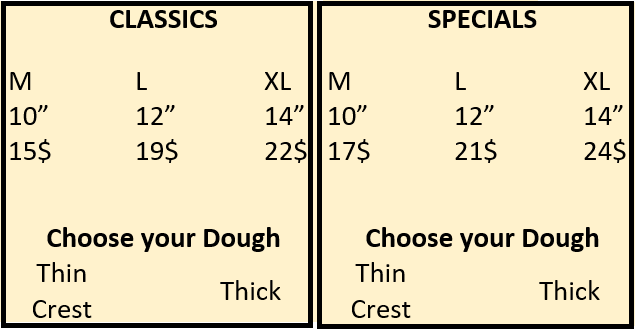 CLASSICS
M L XL
10” 12” 14”
15$ 19$ 22$
Choose your Dough
Thin
Crest
Thick
SPECIALS
M L XL
10” 12” 14”
17$ 21$ 24$
Choose your Dough
Thin
Crest
Thick